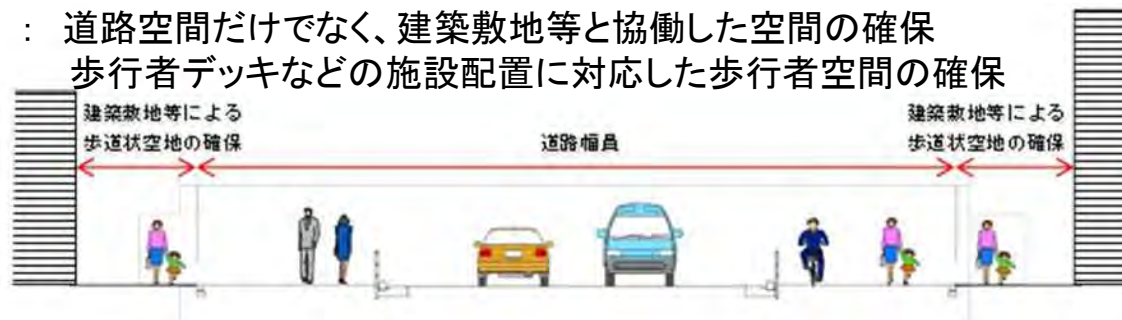 ： 道路空間だけでなく、建築敷地等と協働した空間の確保
歩行者デッキなどの施設配置に対応した歩行者空間の確保
建築敷地等による
歩道状空地の確保
道路幅員
建築敷地等による
歩道状空地の確保